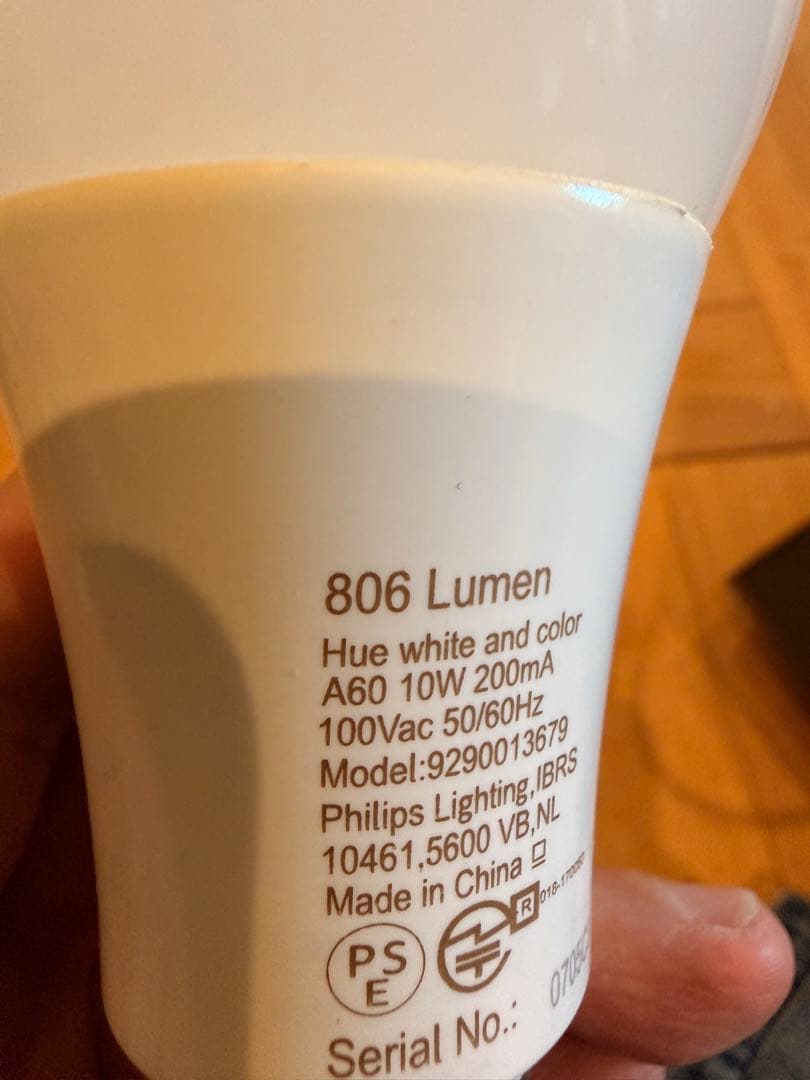 806 Lumen
Hue white and color
A60 10W 200mA
100Vac 50/60Hz
Model:9290013679
Philips Lighting,IBRS
10461,5600 VB,NL
Made in China
R
PSE
Serial No.: